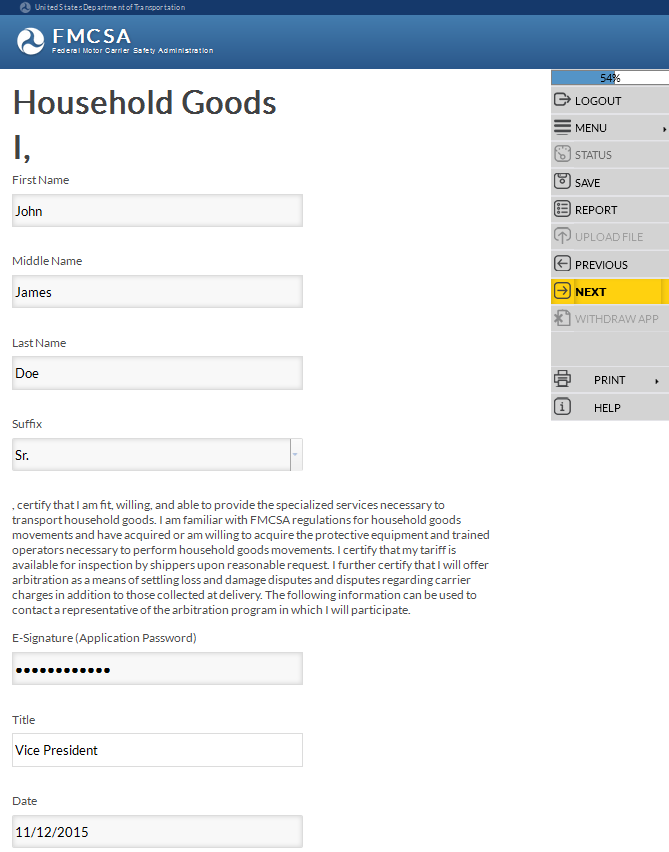 United States Department of Transportation
FMCSA
Federal Motor Carrier Safety Administration
54%
LOGOUT
MENU
STATUS
SAVE
REPORT
UPLOAD FILE
PREVIOUS
NEXT
WITHDRAW APP
PRINT
HELP
Household Goods
I,
First Name
John
Middle Name
James
Last Name
Doe
Suffix
Sr.
, certify that I am fit, willing, and able to provide the specialized services necessary to
transport household goods. I am familiar with FMCSA regulations for household goods
movements and have acquired or am willing to acquire the protective equipment and trained
operators necessary to perform household goods movements. I certify that my tariff is
available for inspection by shippers upon reasonable request. I further certify that I will offer
arbitration as a means of settling loss and damage disputes and disputes regarding carrier
charges in addition to those collected at delivery. The following information can be used to
contact a representative of the arbitration program in which I will participate.
E-Signature (Application Password)
••••••••••••
Title
Vice President
Date
11/12/2015